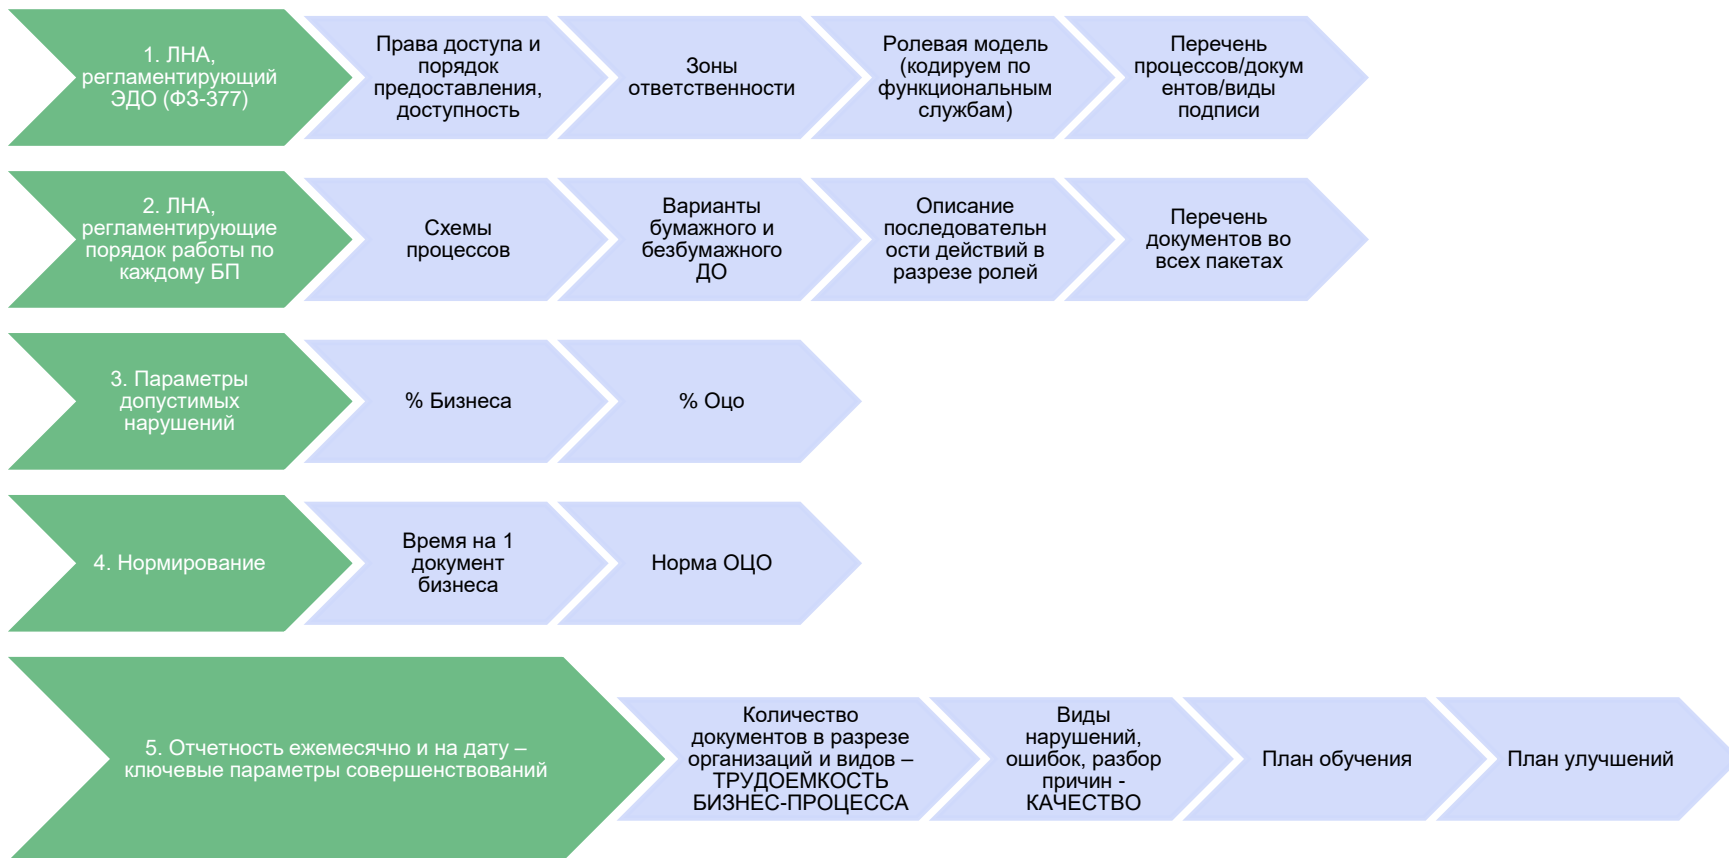 1. ЛНА,
регламентирующий
ЭДО (ФЗ-377)
Права доступа и
порядок
предоставления,
доступность
Зоны
ответственности
Ролевая модель
(кодируем по
функциональным
службам)
Перечень
процессов/докум
ентов/виды
подписи
2. ЛНА,
регламентирующие
порядок работы по
каждому БП
Схемы
процессов
Варианты
бумажного и
безбумажного
ДО
Описание
последовательн
ости действий в
разрезе ролей
Перечень
документов во
всех пакетах
3. Параметры
допустимых
нарушений
% Бизнеса
% Оцо
4. Нормирование
Время на 1
документ
бизнеса
Норма ОЦО
5. Отчетность ежемесячно и на дату –
ключевые параметры совершенствований
Количество
документов в разрезе
организаций и видов –
ТРУДОЕМКОСТЬ
БИЗНЕС-ПРОЦЕССА
Виды
нарушений,
ошибок, разбор
причин -
КАЧЕСТВО
План обучения
План улучшений